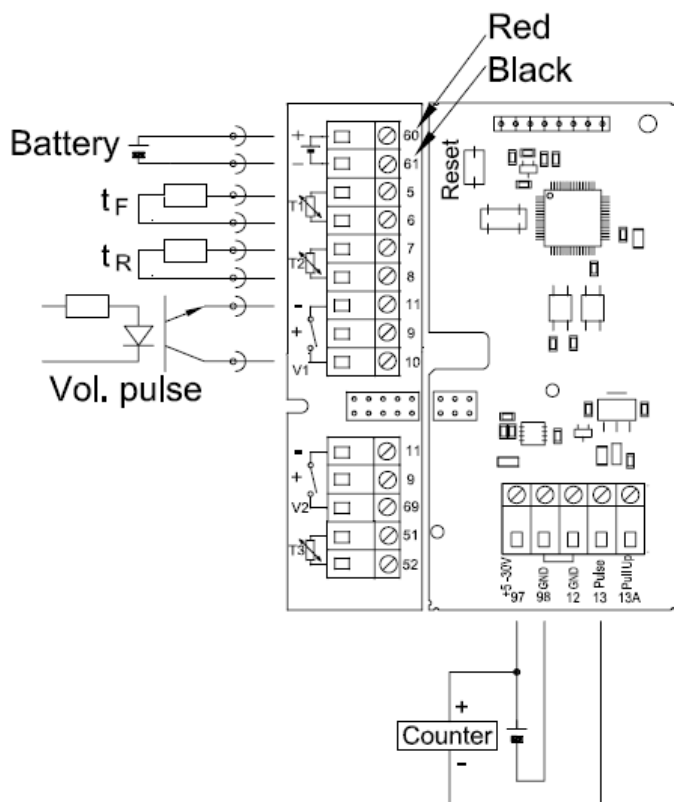 Red
Black
Battery
+
60
−
61
tF
T1
5
6
tR
T2
7
8
-
11
+
9
V1
10
Vol. pulse
Reset
-
11
+
9
V2
69
T3
51
52
+5-30V
97
GND
98
GND
12
Pulse
13
Pull Up
13A
+
Counter
-